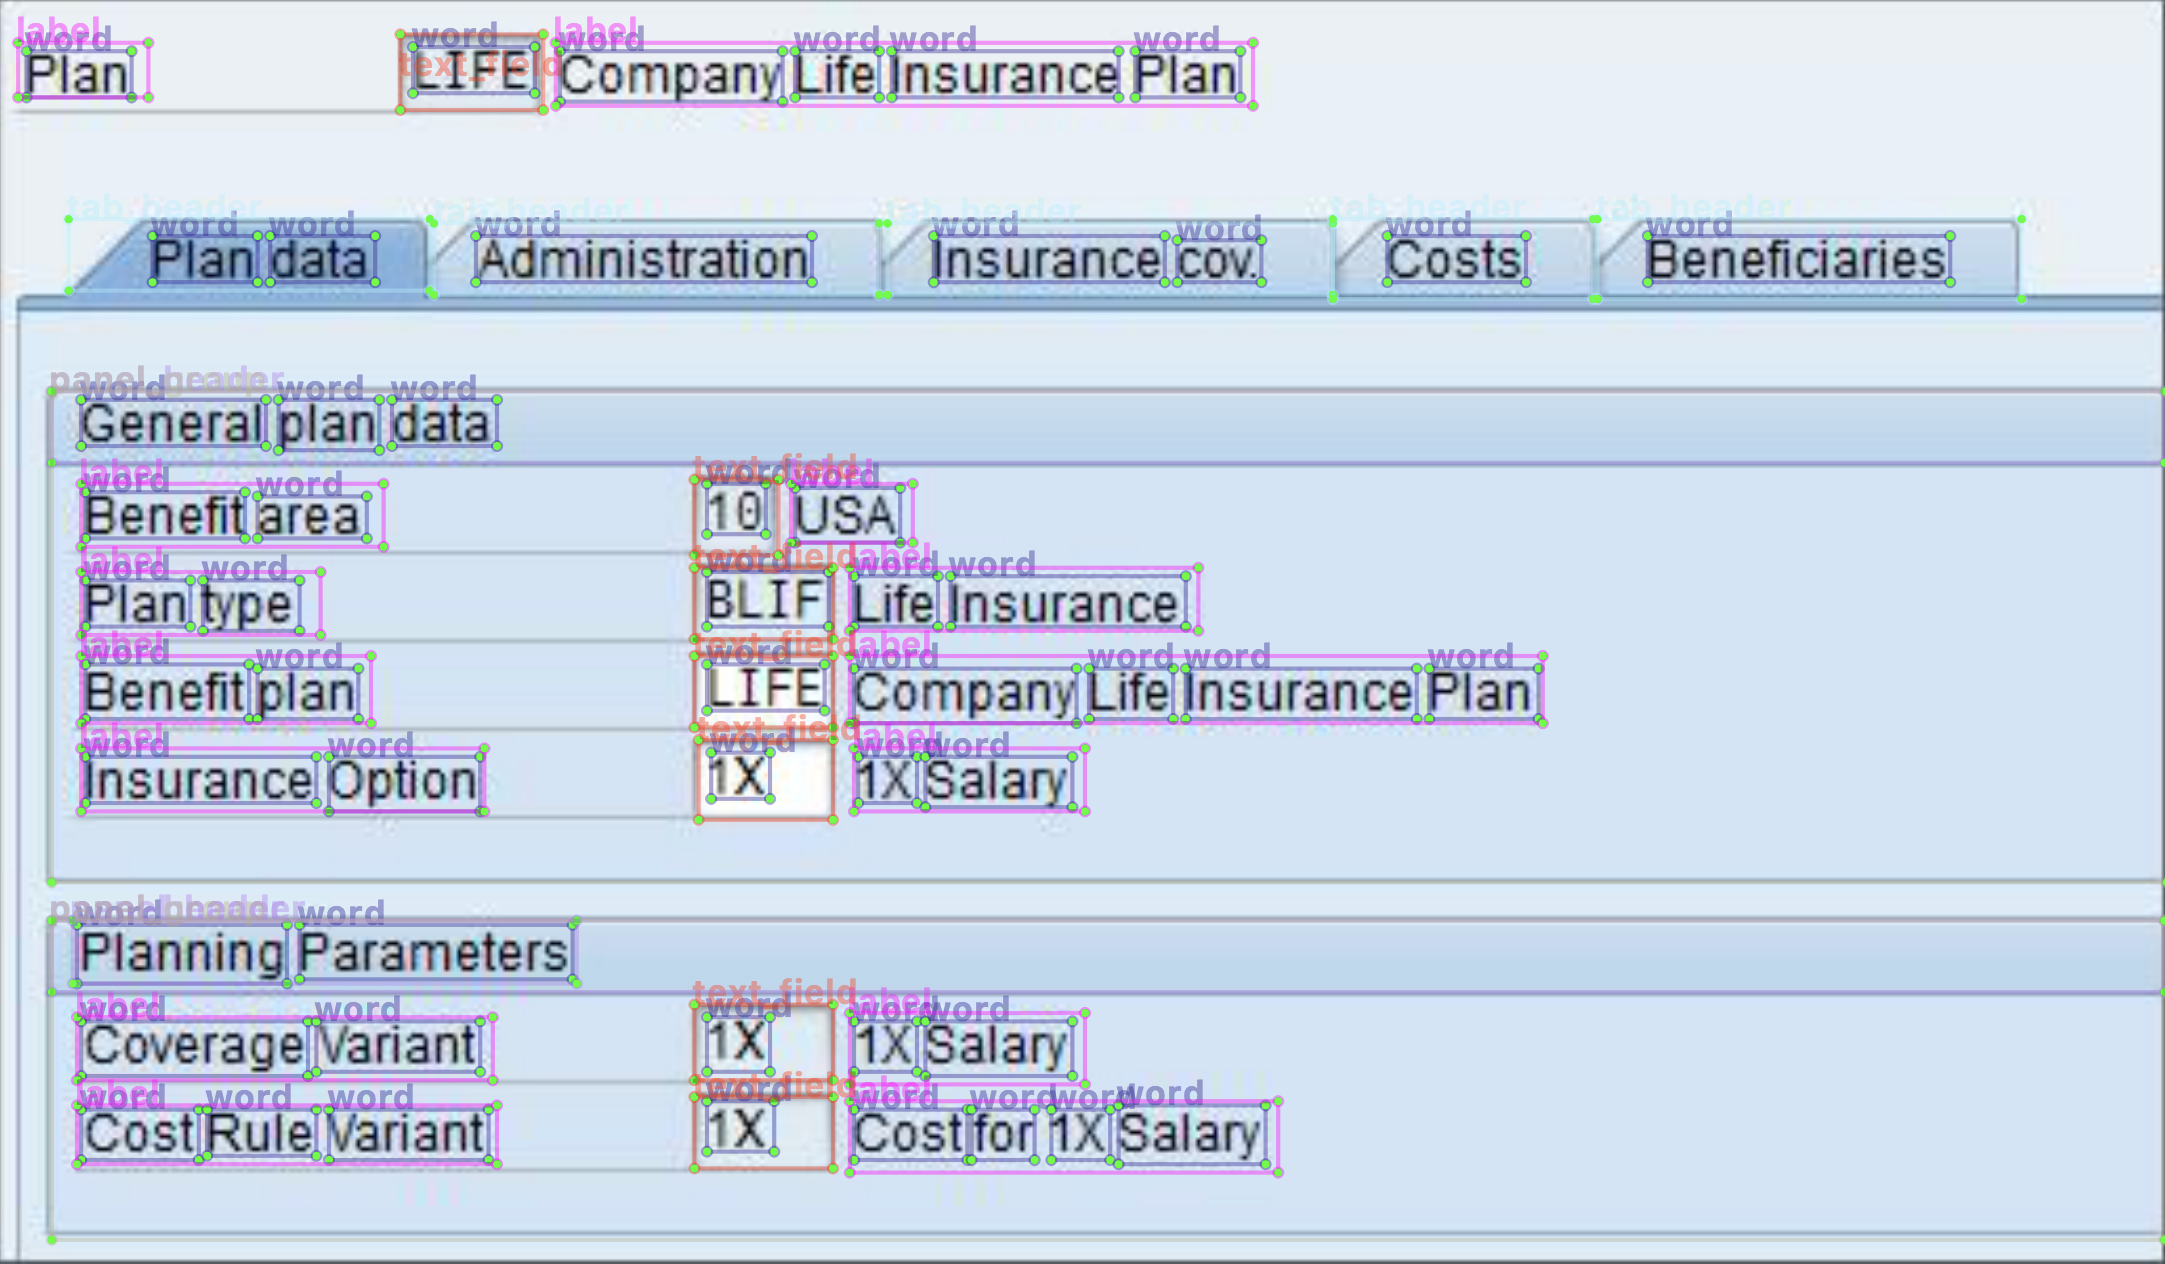 Plan LIFE Company Life Insurance Plan
Plan data Administration Insurance cov. Costs Beneficiaries
General plan data
Benefit area 10 USA
Plan type BLIF Life Insurance
Benefit plan LIFE Company Life Insurance Plan
Insurance Option 1X 1X Salary
Planning Parameters
Coverage Variant 1X 1X Salary
Cost Rule Variant 1X Cost for 1X Salary